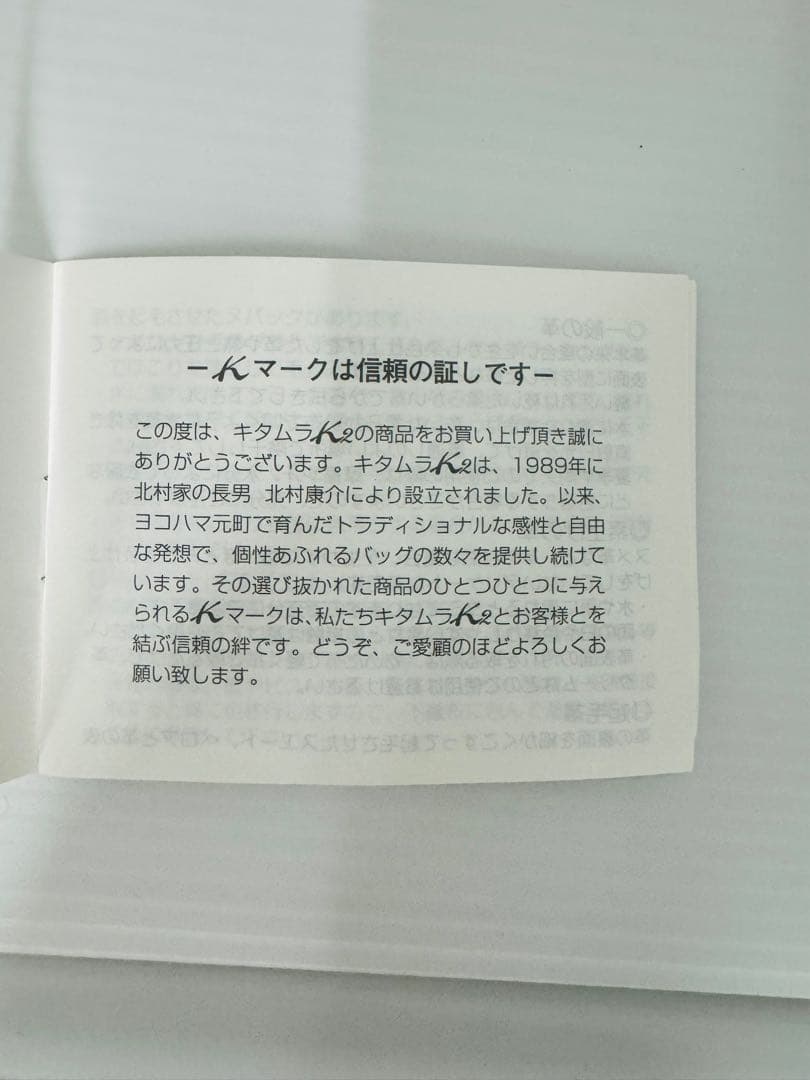 ーKマークは信頼の証しですー
この度は、キタムラK2の商品をお買い上げ頂き誠に
ありがとうございます。キタムラK2は、1989年に
北村家の長男 北村康介により設立されました。以来、
ヨコハマ元町で育んだトラディショナルな感性と自由
な発想で、個性あふれるバッグの数々を提供し続けて
います。その選び抜かれた商品のひとつひとつに与え
られるKマークは、私たちキタムラK2とお客様とを
結ぶ信頼の絆です。どうぞ、ご愛顧のほどよろしくお
願い致します。